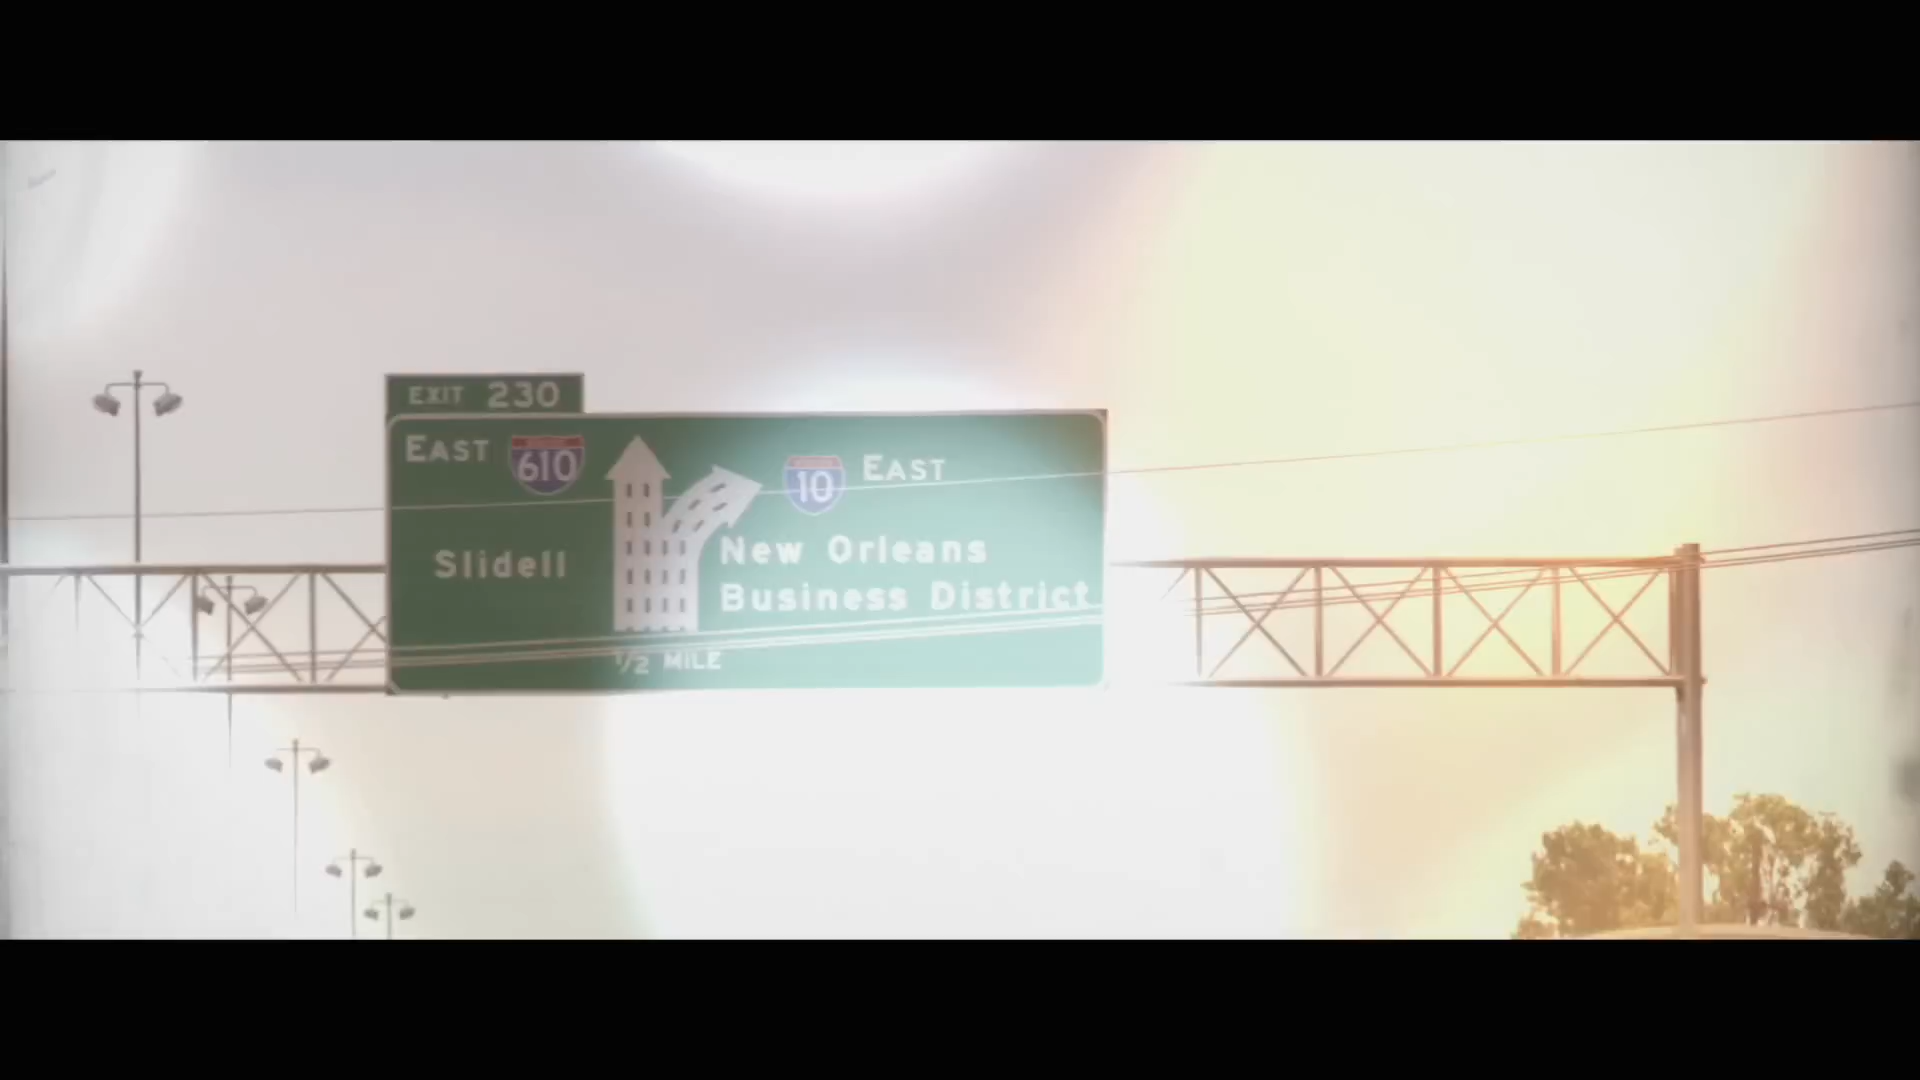 EXIT 230
EAST 610
Slidell
10 EAST
New Orleans
Business District
1/2 MILE